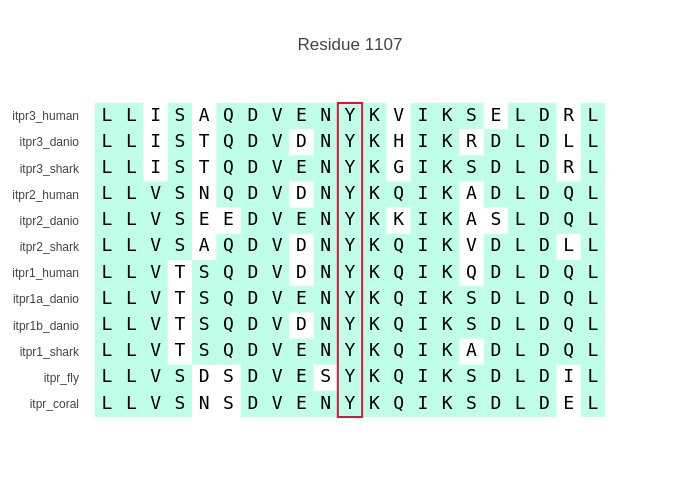 Residue 1107
itpr3_human L L I S A Q D V E N Y K V I K S E L D R L
itpr3_danio L L I S T Q D V D N Y K H I K R D L D L L
itpr3_shark L L I S T Q D V E N Y K G I K S D L D R L
itpr2_human L L V S N Q D V D N Y K Q I K A D L D Q L
itpr2_danio L L V S E E D V E N Y K K I K A S L D Q L
itpr2_shark L L V S A Q D V D N Y K Q I K V D L D L L
itpr1_human L L V T S Q D V D N Y K Q I K Q D L D Q L
itpr1a_danio L L V T S Q D V E N Y K Q I K S D L D Q L
itpr1b_danio L L V T S Q D V D N Y K Q I K S D L D Q L
itpr1_shark L L V T S Q D V E N Y K Q I K A D L D Q L
itpr_fly L L V S D S D V E S Y K Q I K S D L D I L
itpr_coral L L V S N S D V E N Y K Q I K S D L D E L